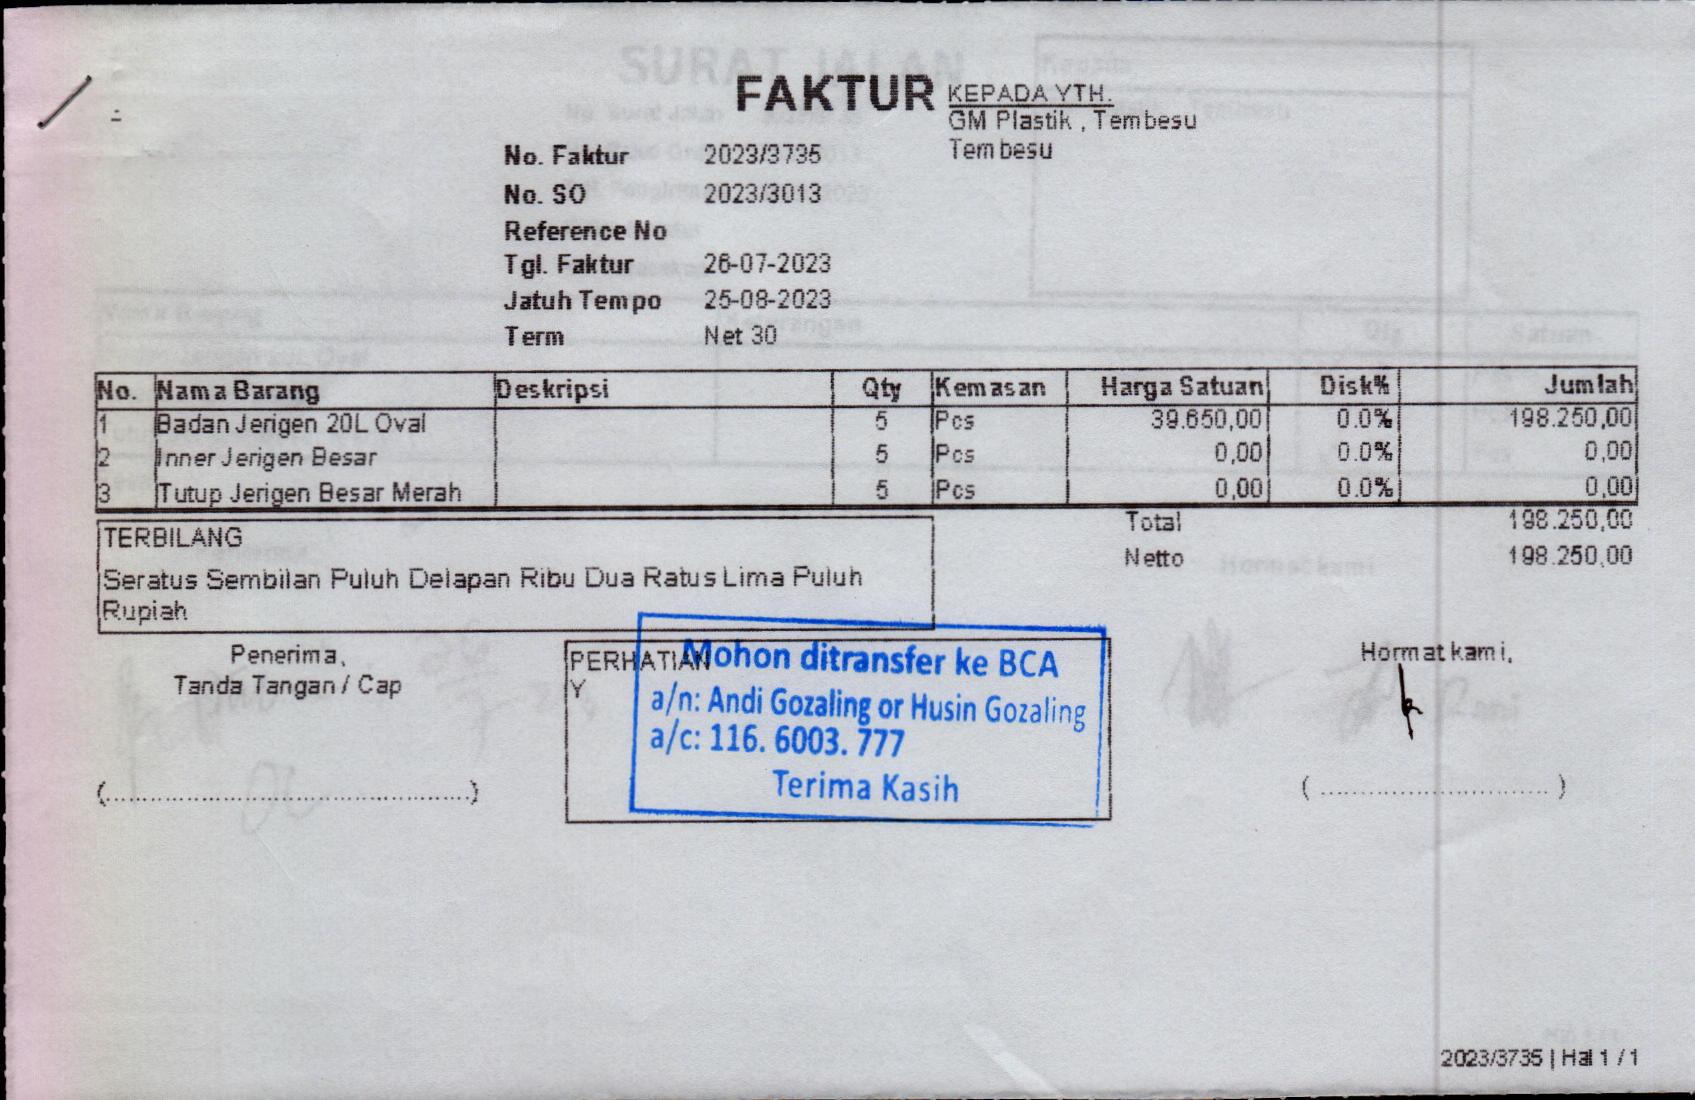 FAKTUR
KEPADA YTH.
GM Plastik , Tembesu
Tembesu
No. Faktur 2023/3735
No. SO 2023/3013
Reference No
Tgl. Faktur 26-07-2023
Jatuh Tempo 25-08-2023
Term Net 30
No. Nama Barang Deskripsi Qty Kemasan Harga Satuan Disk% Jumlah
1 Badan Jerigen 20L Oval 5 Pcs 39.650,00 0.0% 198.250,00
2 Inner Jerigen Besar 5 Pcs 0,00 0.0% 0,00
3 Tutup Jerigen Besar Merah 5 Pcs 0,00 0.0% 0,00
Total 198.250,00
Netto 198.250,00
TERBILANG
Seratus Sembilan Puluh Delapan Ribu Dua Ratus Lima Puluh
Rupiah
Penerima,
Tanda Tangan / Cap
(.............................................)
PERHATIAN
Y
Mohon ditransfer ke BCA
a/n: Andi Gozaling or Husin Gozaling
a/c: 116. 6003. 777
Terima Kasih
Hormat kami,
( ............................ )
2023/3735 | Hal 1 / 1